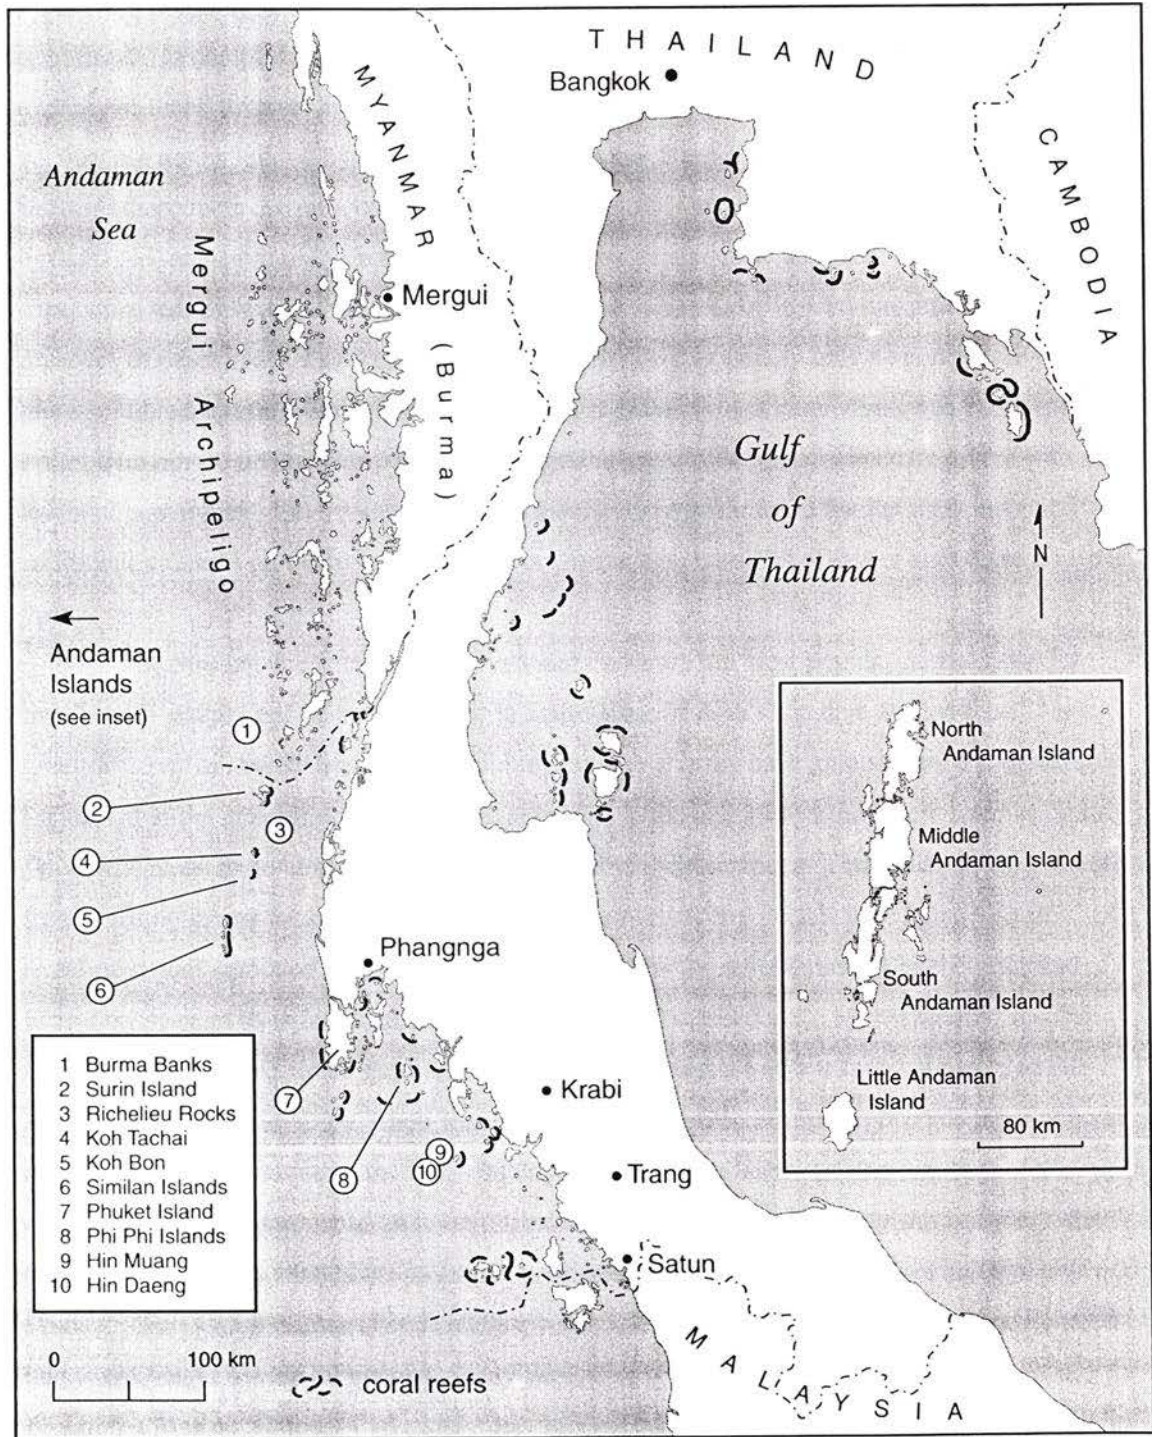 THAILAND
Bangkok
MYANMAR
(Burma)
CAMBODIA
Andaman
Sea
Mergui Archipeligo
Mergui
Gulf
of
Thailand
N
Andaman
Islands
(see inset)
1
2
3
4
5
6
Phangnga
7
8
9
10
Krabi
Trang
Satun
MALAYSIA
North
Andaman Island
Middle
Andaman Island
South
Andaman Island
Little Andaman
Island
80 km
1 Burma Banks
2 Surin Island
3 Richelieu Rocks
4 Koh Tachai
5 Koh Bon
6 Similan Islands
7 Phuket Island
8 Phi Phi Islands
9 Hin Muang
10 Hin Daeng
0 100 km
coral reefs